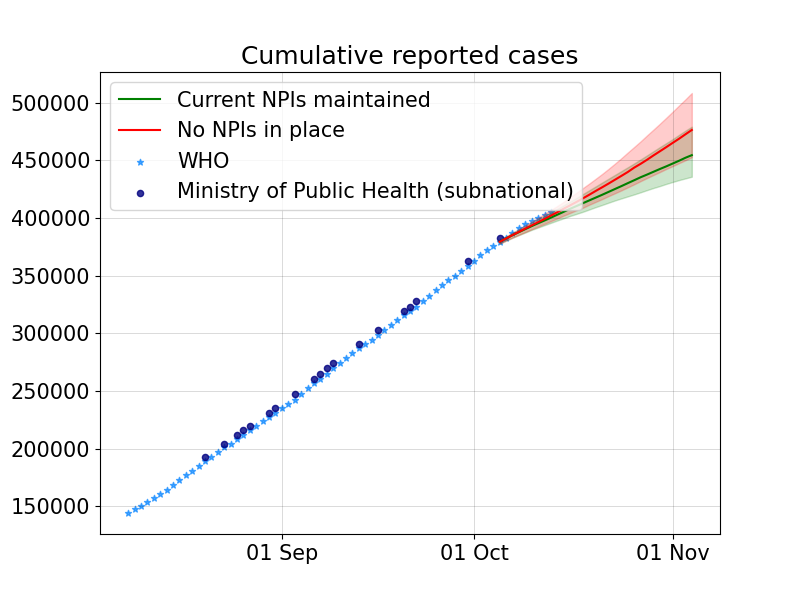 Cumulative reported cases
500000
450000
400000
350000
300000
250000
200000
150000
Current NPIs maintained
No NPIs in place
WHO
Ministry of Public Health (subnational)
01 Sep
01 Oct
01 Nov